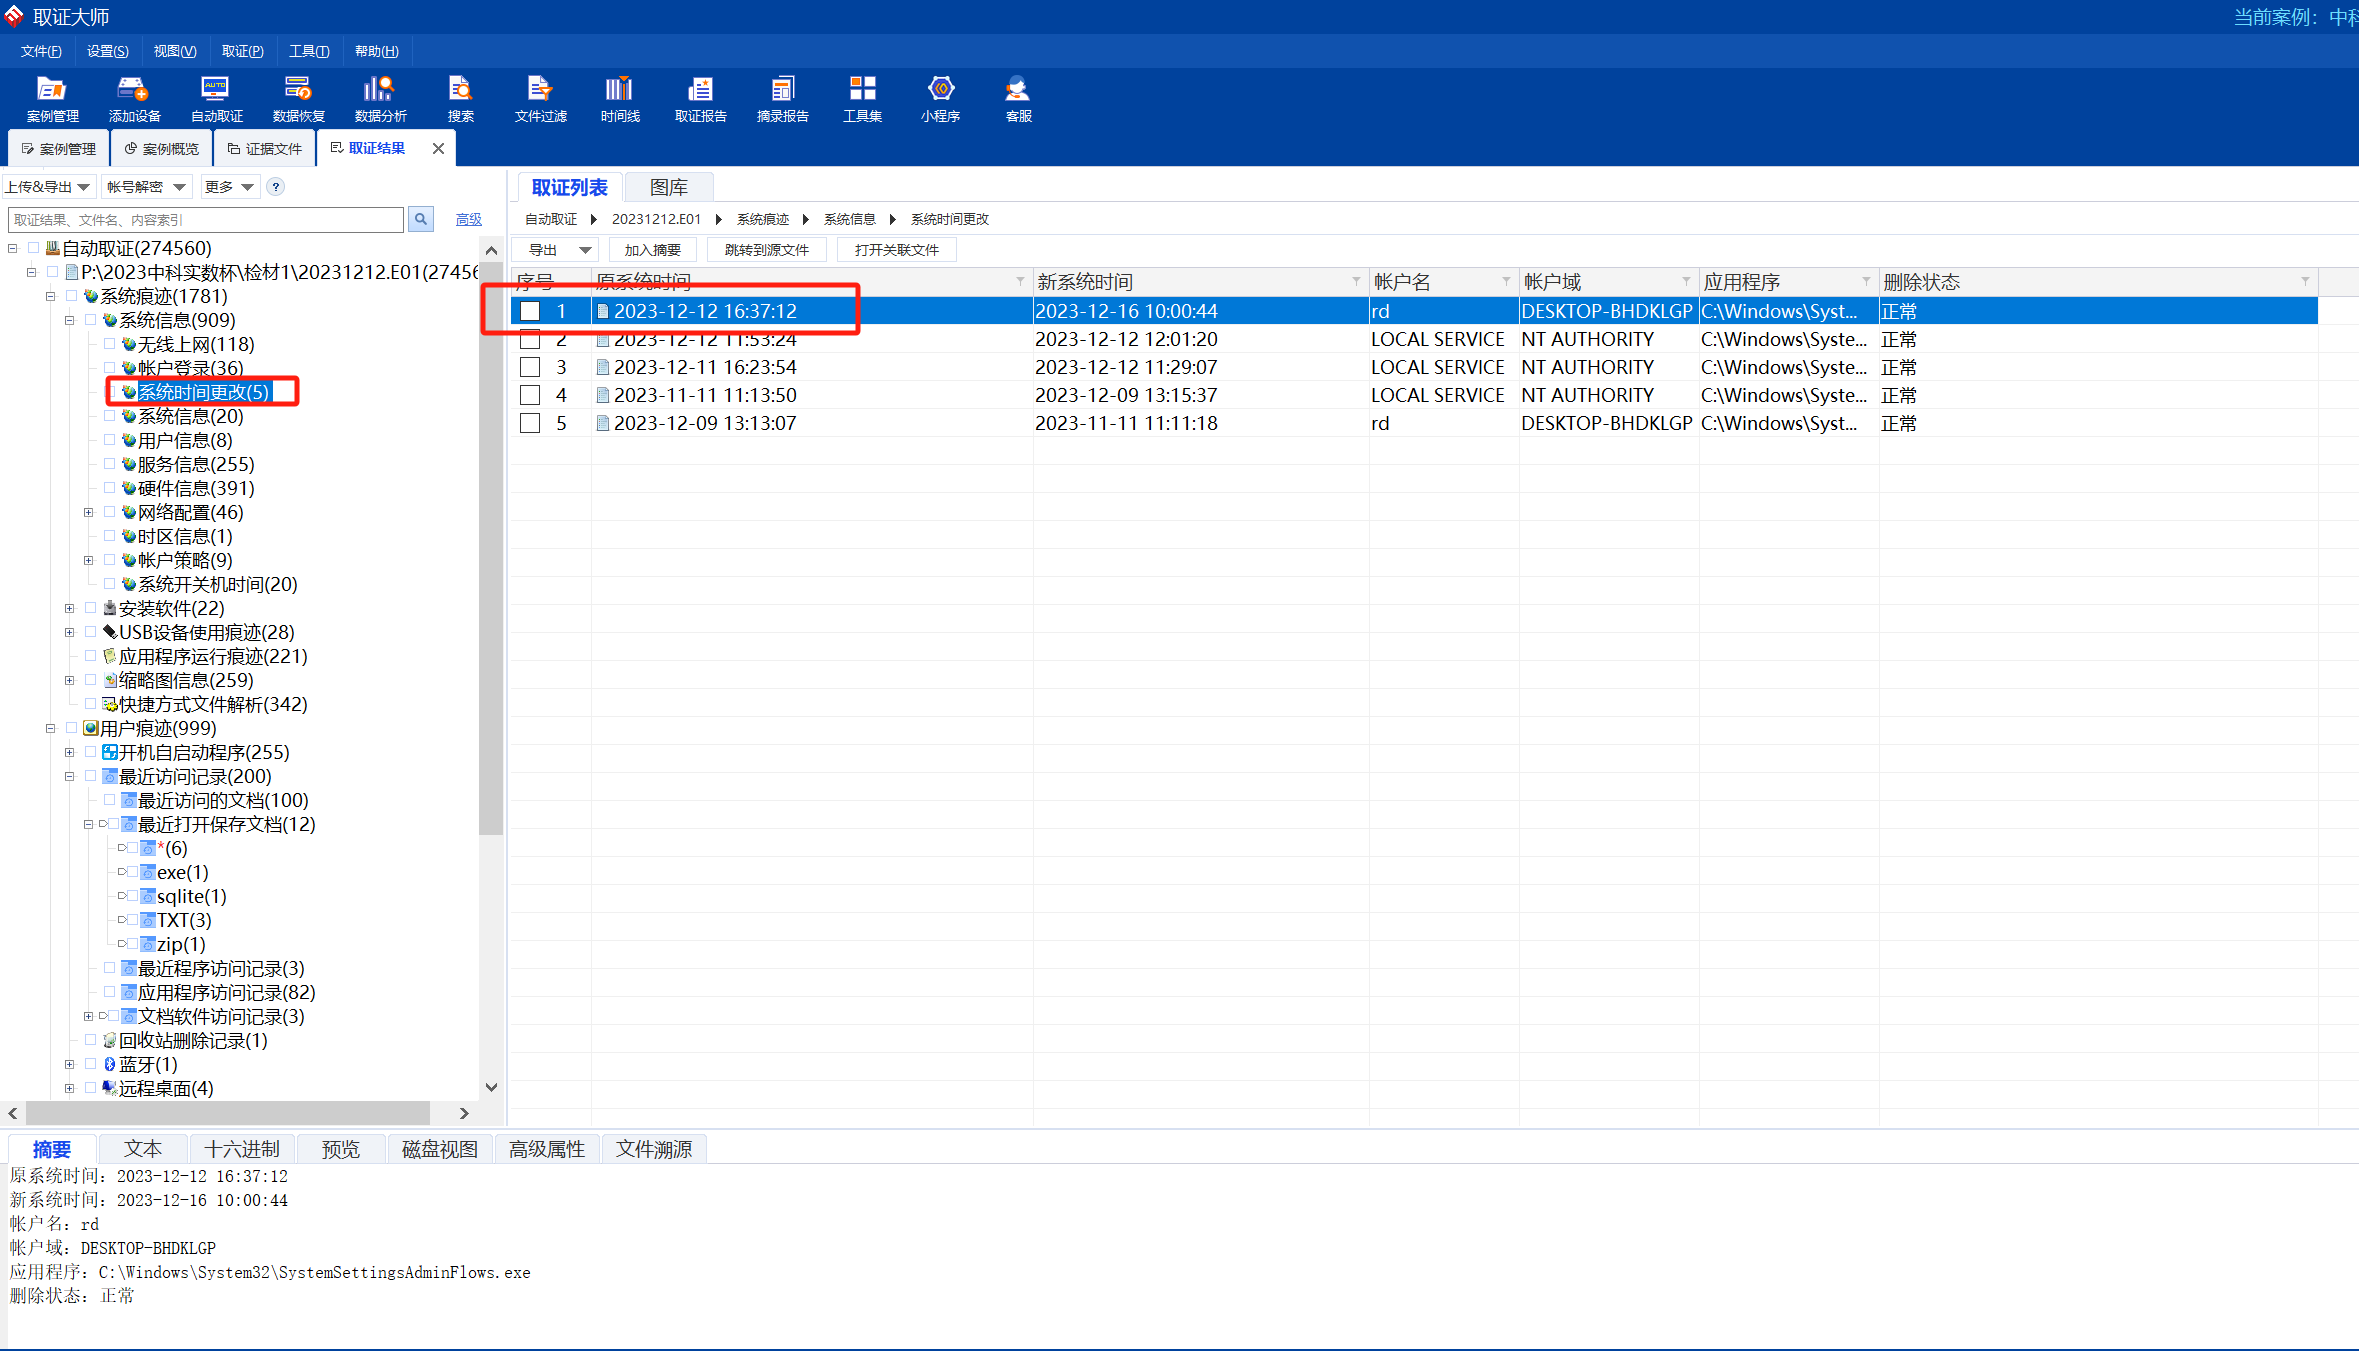 取证大师
当前案例：中科
文件(F) 设置(S) 视图(V) 取证(P) 工具(T) 帮助(H)
案例管理 添加设备 自动取证 数据恢复 数据分析 搜索 文件过滤 时间线 取证报告 摘录报告 工具集 小程序 客服
AUTO
案例管理 案例概览 证据文件 取证结果
上传&导出 帐号解密 更多 ?
取证结果、文件名、内容索引 高级
自动取证(274560)
P:\2023中科实数杯\检材1\20231212.E01(27456
系统痕迹(1781)
系统信息(909)
无线上网(118)
帐户登录(36)
系统时间更改(5)
系统信息(20)
用户信息(8)
服务信息(255)
硬件信息(391)
网络配置(46)
时区信息(1)
帐户策略(9)
系统开关机时间(20)
安装软件(22)
USB设备使用痕迹(28)
应用程序运行痕迹(221)
缩略图信息(259)
快捷方式文件解析(342)
用户痕迹(999)
开机自启动程序(255)
最近访问记录(200)
最近访问的文档(100)
最近打开保存文档(12)
*(6)
exe(1)
sqlite(1)
TXT(3)
zip(1)
最近程序访问记录(3)
应用程序访问记录(82)
文档软件访问记录(3)
回收站删除记录(1)
蓝牙(1)
远程桌面(4)
取证列表 图库
自动取证 20231212.E01 系统痕迹 系统信息 系统时间更改
导出 加入摘要 跳转到源文件 打开关联文件
序号 原系统时间 新系统时间 帐户名 帐户域 应用程序 删除状态
1 2023-12-12 16:37:12 2023-12-16 10:00:44 rd DESKTOP-BHDKLGP C:\Windows\Syst... 正常
2 2023-12-12 11:53:24 2023-12-12 12:01:20 LOCAL SERVICE NT AUTHORITY C:\Windows\Syste... 正常
3 2023-12-11 16:23:54 2023-12-12 11:29:07 LOCAL SERVICE NT AUTHORITY C:\Windows\Syste... 正常
4 2023-11-11 11:13:50 2023-12-09 13:15:37 LOCAL SERVICE NT AUTHORITY C:\Windows\Syste... 正常
5 2023-12-09 13:13:07 2023-11-11 11:11:18 rd DESKTOP-BHDKLGP C:\Windows\Syst... 正常
摘要 文本 十六进制 预览 磁盘视图 高级属性 文件溯源
原系统时间：2023-12-12 16:37:12
新系统时间：2023-12-16 10:00:44
帐户名：rd
帐户域：DESKTOP-BHDKLGP
应用程序：C:\Windows\System32\SystemSettingsAdminFlows.exe
删除状态：正常